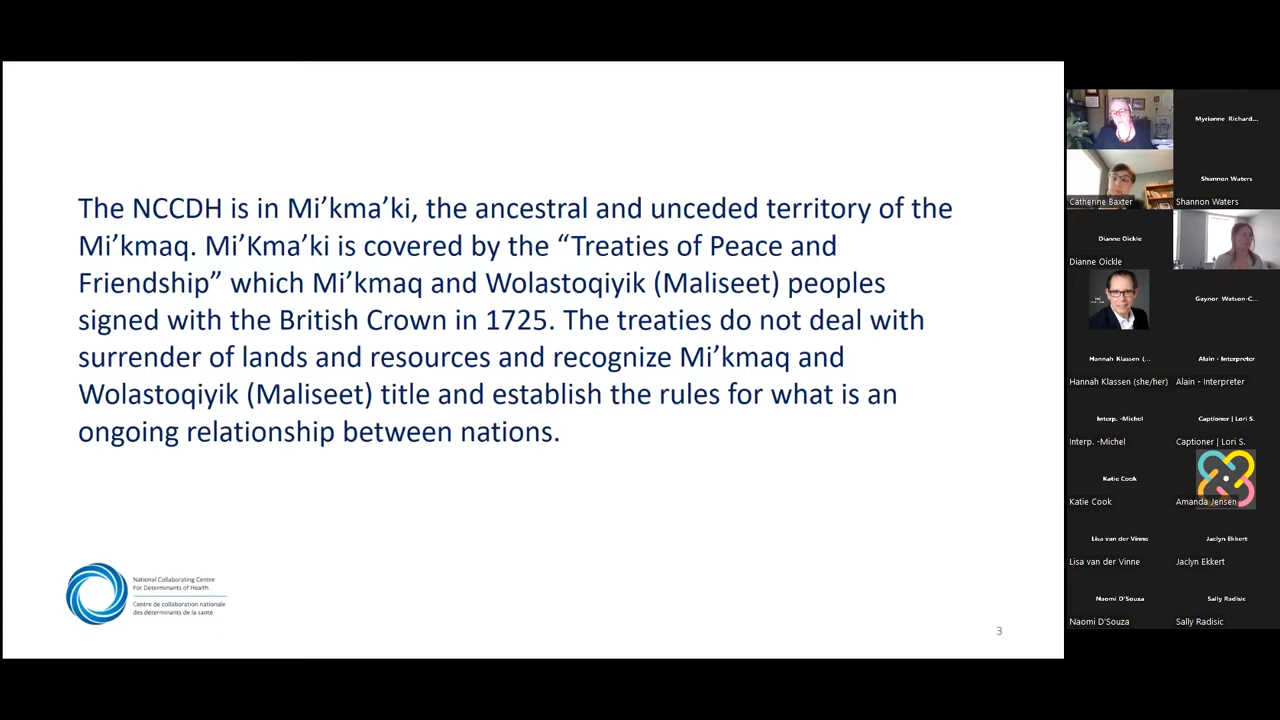 The NCCDH is in Mi’kma’ki, the ancestral and unceded territory of the
Mi’kmaq. Mi’Kma’ki is covered by the “Treaties of Peace and
Friendship” which Mi’kmaq and Wolastoqiyik (Maliseet) peoples
signed with the British Crown in 1725. The treaties do not deal with
surrender of lands and resources and recognize Mi’kmaq and
Wolastoqiyik (Maliseet) title and establish the rules for what is an
ongoing relationship between nations.
National Collaborating Centre
For Determinants of Health
Centre de collaboration nationale
des déterminants de la santé
3
Myrianne Richard...
Catherine Baxter
Shannon Waters
Shannon Waters
Dianne Oickle
Dianne Oickle
Gaynor Watson-C...
Hannah Klassen (...
Hannah Klassen (she/her)
Alain - Interpreter
Alain - Interpreter
Interp. -Michel
Interp. -Michel
Captioner | Lori S.
Captioner | Lori S.
Katie Cook
Katie Cook
Amanda Jensen
Lisa van der Vinne
Lisa van der Vinne
Jaclyn Ekkert
Jaclyn Ekkert
Naomi D'Souza
Naomi D'Souza
Sally Radisic
Sally Radisic